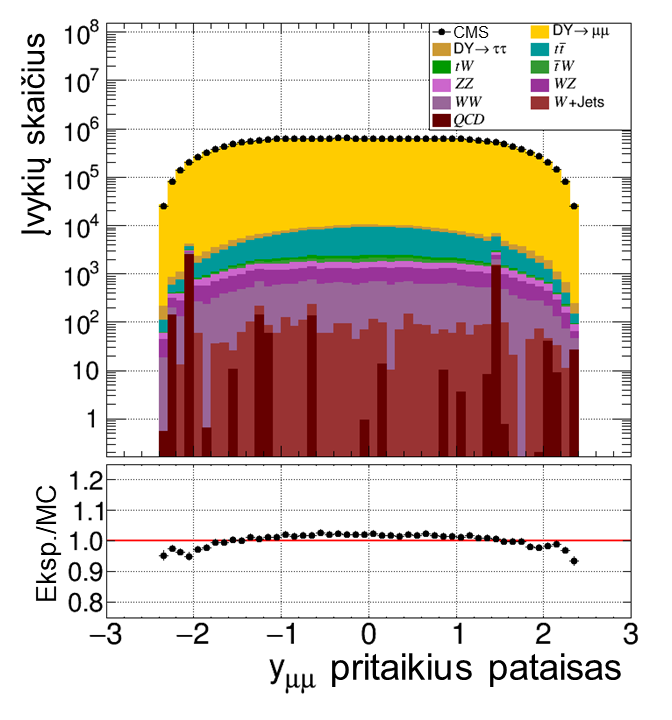 Įvykių skaičius
10⁸
10⁷
10⁶
10⁵
10⁴
10³
10²
10
1
CMS
DY→μμ
DY→ττ
tt̄
tW
t̄W
ZZ
WZ
WW
W+Jets
QCD
Eksp./MC
1.2
1.1
1.0
0.9
0.8
−3 −2 −1 0 1 2 3
yμμ pritaikius pataisas